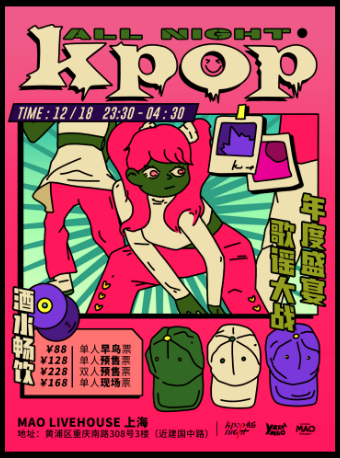 ALL NIGHT
kpop
TIME : 12 / 18 23:30 - 04 : 30
年度盛宴
歌谣大战
酒水畅饮
¥88 单人早鸟票
¥128 单人预售票
¥228 双人预售票
¥168 单人现场票
MAO LIVEHOUSE 上海
地址：黄浦区重庆南路308号3楼（近建国中路）
MAO